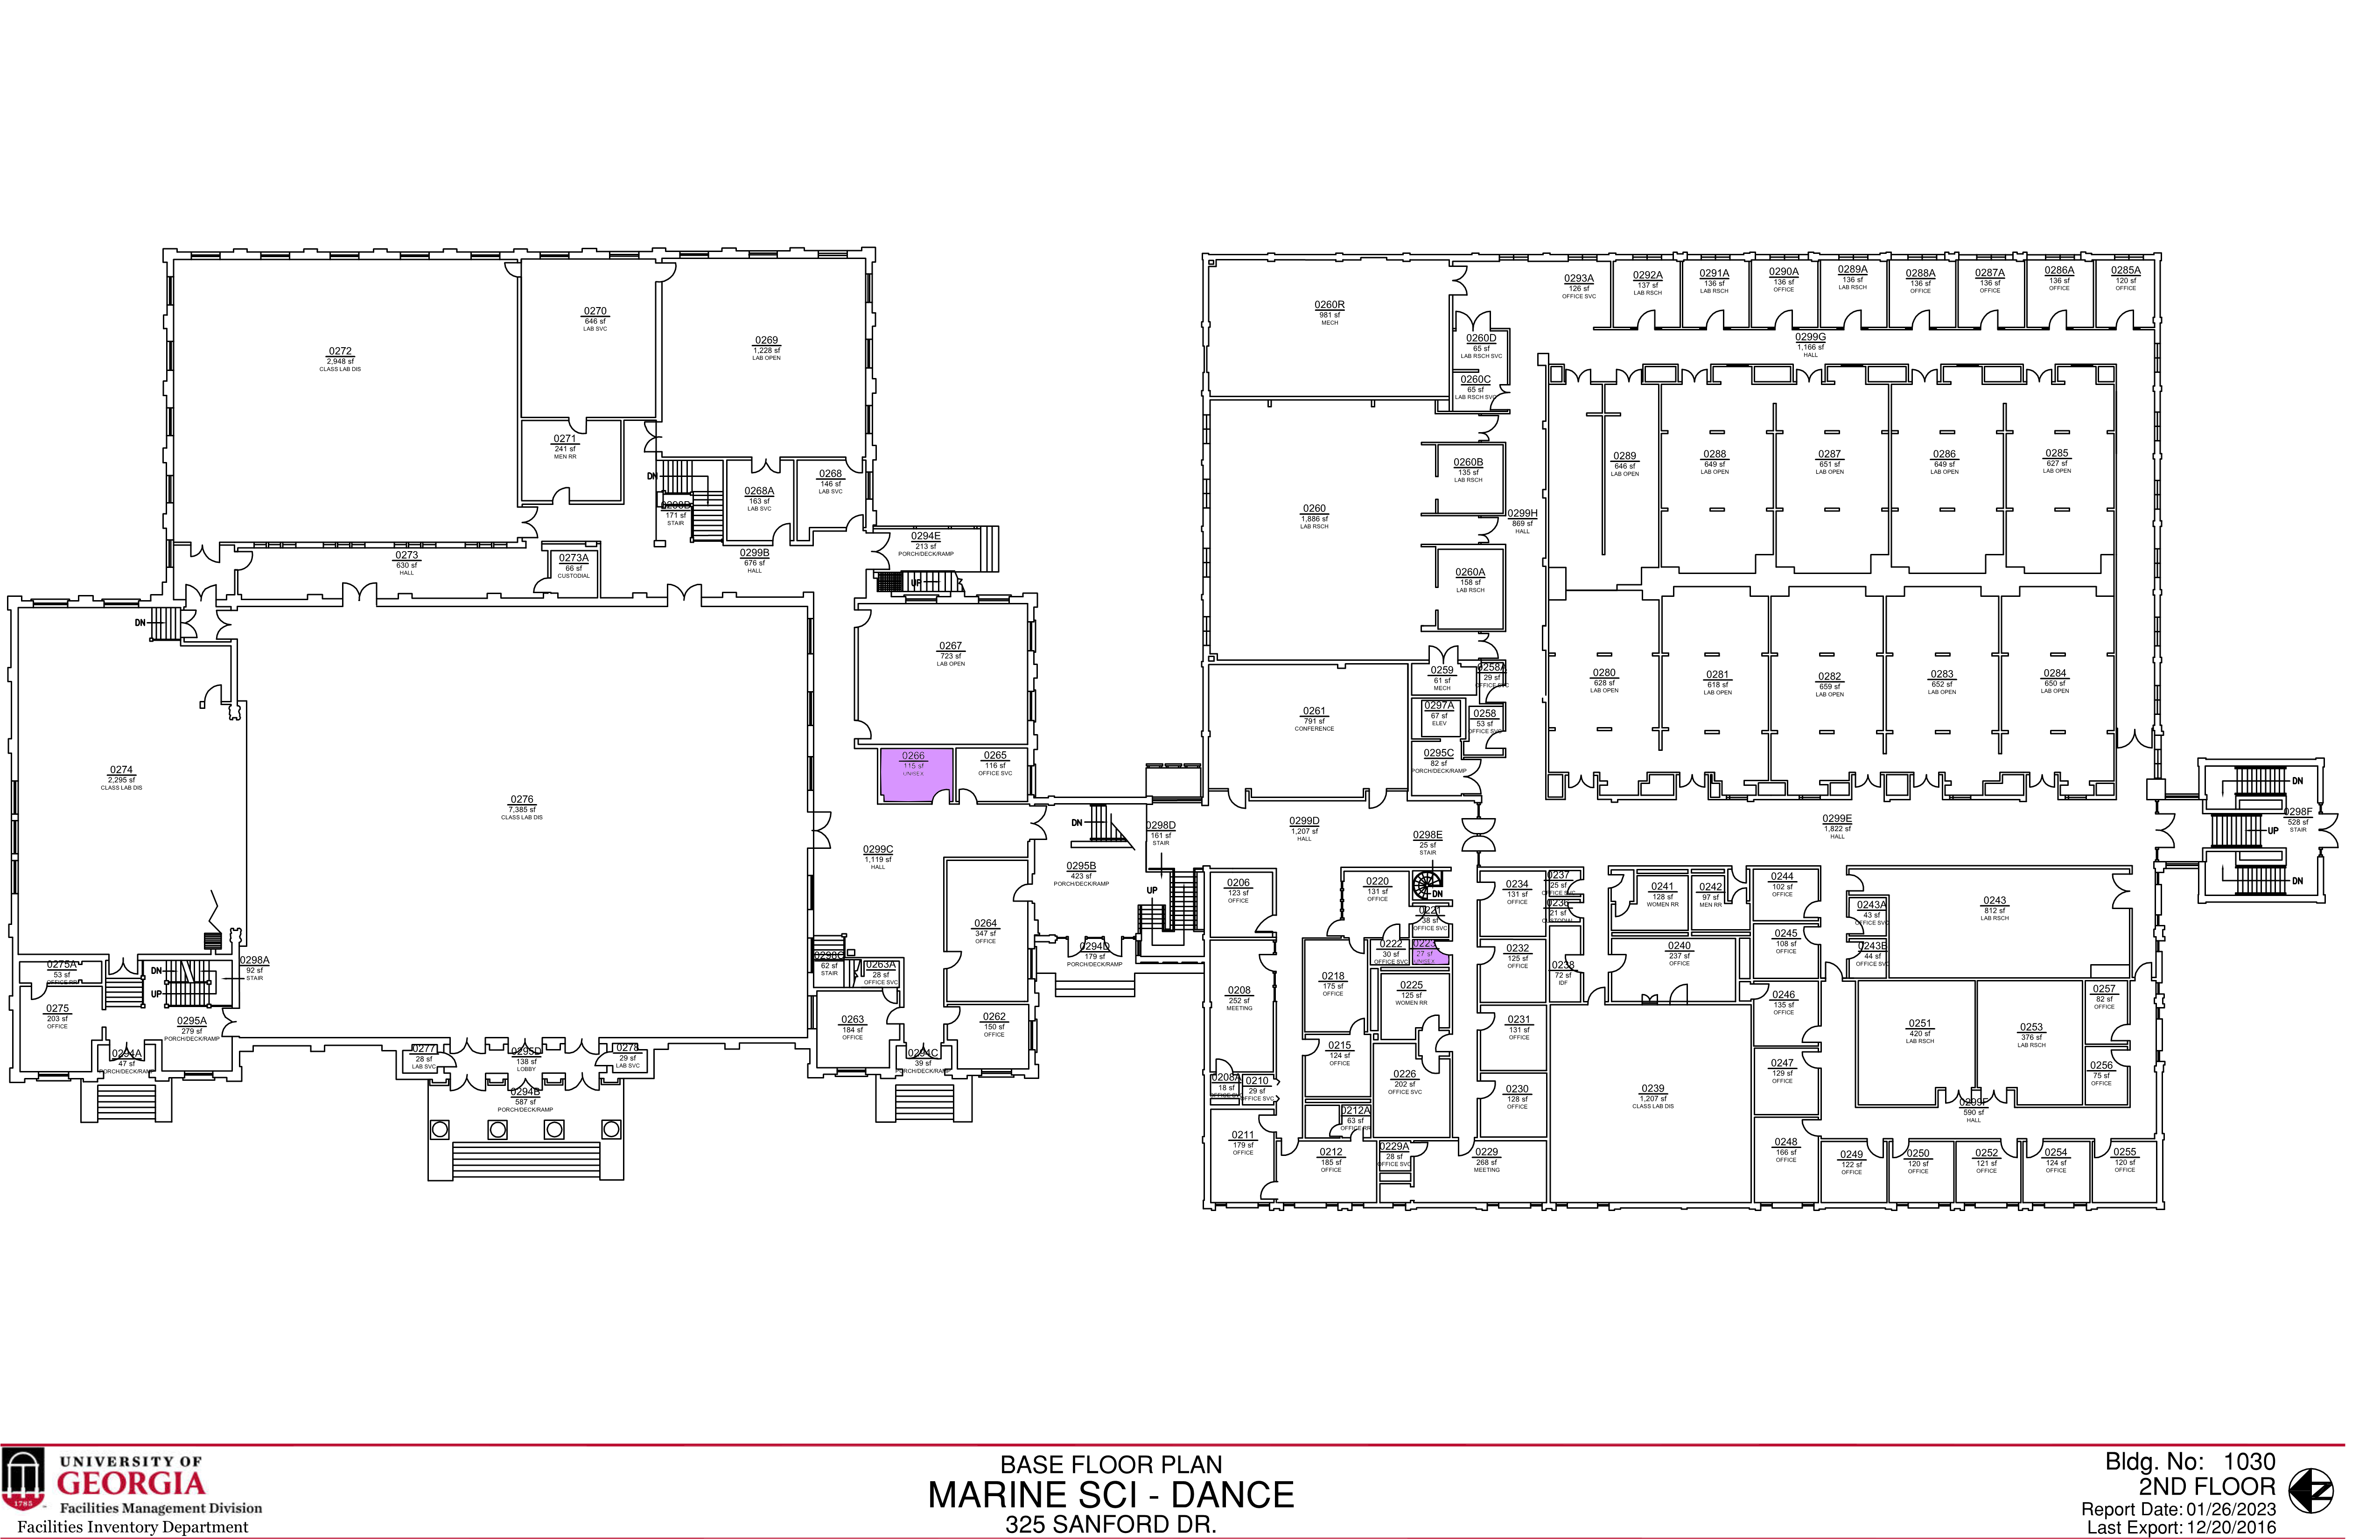 0272
2,948 sf
CLASS LAB DIS
0270
646 sf
LAB SVC
0269
1,228 sf
LAB OPEN
0271
241 sf
MEN RR
DN
171 sf
STAIR
0268A
163 sf
LAB SVC
0268
146 sf
LAB SVC
0294E
213 sf
PORCH/DECK/RAMP
UP
0273
630 sf
HALL
0273A
66 sf
CUSTODIAL
0299B
676 sf
HALL
DN
0274
2,295 sf
CLASS LAB DIS
0276
7,385 sf
CLASS LAB DIS
0267
723 sf
LAB OPEN
0266
115 sf
UNISEX
0265
116 sf
OFFICE SVC
0299C
1,119 sf
HALL
0264
347 sf
OFFICE
0275A
53 sf
OFFICE RR
0275
203 sf
OFFICE
DN
UP
0298A
92 sf
STAIR
0295A
279 sf
PORCH/DECK/RAMP
0294A
47 sf
PORCH/DECK/RAMP
0277
28 sf
LAB SVC
0295D
138 sf
LOBBY
0278
29 sf
LAB SVC
0294B
587 sf
PORCH/DECK/RAMP
62 sf
STAIR
0263A
28 sf
OFFICE SVC
0263
184 sf
OFFICE
0262
150 sf
OFFICE
0294C
39 sf
PORCH/DECK/RAMP
DN
0298D
161 sf
STAIR
0295B
423 sf
PORCH/DECK/RAMP
UP
0294D
179 sf
PORCH/DECK/RAMP
0260R
981 sf
MECH
0260D
65 sf
LAB RSCH SVC
0260C
65 sf
LAB RSCH SVC
0260
1,886 sf
LAB RSCH
0260B
135 sf
LAB RSCH
0260A
158 sf
LAB RSCH
0299H
869 sf
HALL
0259
61 sf
MECH
0258A
29 sf
OFFICE SVC
0261
791 sf
CONFERENCE
0297A
67 sf
ELEV
0258
53 sf
OFFICE SVC
0295C
82 sf
PORCH/DECK/RAMP
0299D
1,207 sf
HALL
0298E
25 sf
STAIR
DN
0293A
126 sf
OFFICE SVC
0292A
137 sf
LAB RSCH
0291A
136 sf
LAB RSCH
0290A
136 sf
OFFICE
0289A
136 sf
LAB RSCH
0288A
136 sf
OFFICE
0287A
136 sf
OFFICE
0286A
136 sf
OFFICE
0285A
120 sf
OFFICE
0299G
1,166 sf
HALL
0289
646 sf
LAB OPEN
0288
649 sf
LAB OPEN
0287
651 sf
LAB OPEN
0286
649 sf
LAB OPEN
0285
627 sf
LAB OPEN
0280
628 sf
LAB OPEN
0281
618 sf
LAB OPEN
0282
659 sf
LAB OPEN
0283
652 sf
LAB OPEN
0284
650 sf
LAB OPEN
0299E
1,822 sf
HALL
DN
0298F
528 sf
STAIR
UP
DN
0206
123 sf
OFFICE
0220
131 sf
OFFICE
0221
38 sf
OFFICE SVC
0222
30 sf
OFFICE SVC
0223
27 sf
UNISEX
0208
252 sf
MEETING
0218
175 sf
OFFICE
0225
125 sf
WOMEN RR
0215
124 sf
OFFICE
0226
202 sf
OFFICE SVC
0208A
18 sf
0210
29 sf
OFFICE SVC
0211
179 sf
OFFICE
0212A
63 sf
OFFICE RR
0212
185 sf
OFFICE
0229A
28 sf
OFFICE SVC
0229
268 sf
MEETING
0234
131 sf
OFFICE
0232
125 sf
OFFICE
0231
131 sf
OFFICE
0230
128 sf
OFFICE
0237
25 sf
OFFICE SVC
0236
21 sf
CUSTODIAL
0238
72 sf
IDF
0241
128 sf
WOMEN RR
0242
97 sf
MEN RR
0240
237 sf
OFFICE
0239
1,207 sf
CLASS LAB DIS
0244
102 sf
OFFICE
0245
108 sf
OFFICE
0246
135 sf
OFFICE
0247
129 sf
OFFICE
0248
166 sf
OFFICE
0243A
43 sf
OFFICE SVC
0243B
44 sf
OFFICE SVC
0243
812 sf
LAB RSCH
0251
420 sf
LAB RSCH
0253
376 sf
LAB RSCH
0257
82 sf
OFFICE
0256
75 sf
OFFICE
0299F
590 sf
HALL
0249
122 sf
OFFICE
0250
120 sf
OFFICE
0252
121 sf
OFFICE
0254
124 sf
OFFICE
0255
120 sf
OFFICE
1785
UNIVERSITY OF
GEORGIA
Facilities Management Division
Facilities Inventory Department
BASE FLOOR PLAN
MARINE SCI - DANCE
325 SANFORD DR.
Bldg. No: 1030
2ND FLOOR
Report Date: 01/26/2023
Last Export: 12/20/2016
Z